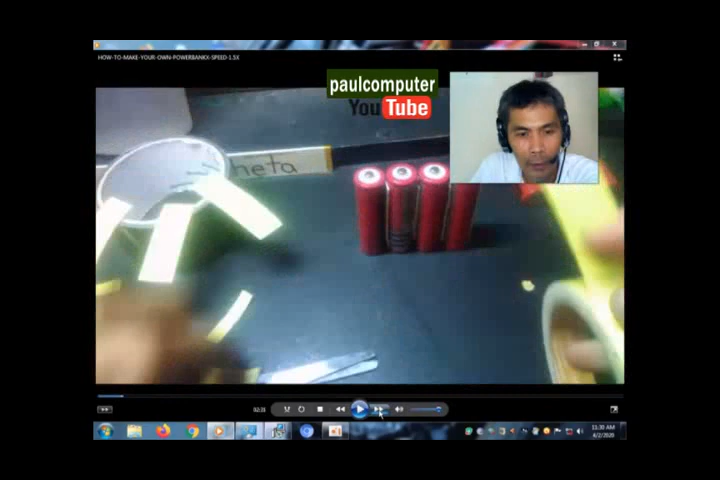 HOW-TO-MAKE-YOUR-OWN-POWERBANKX-SPEED-1.5X
paulcomputer
YouTube
heta
02:21
11:30 AM
4/2/2020